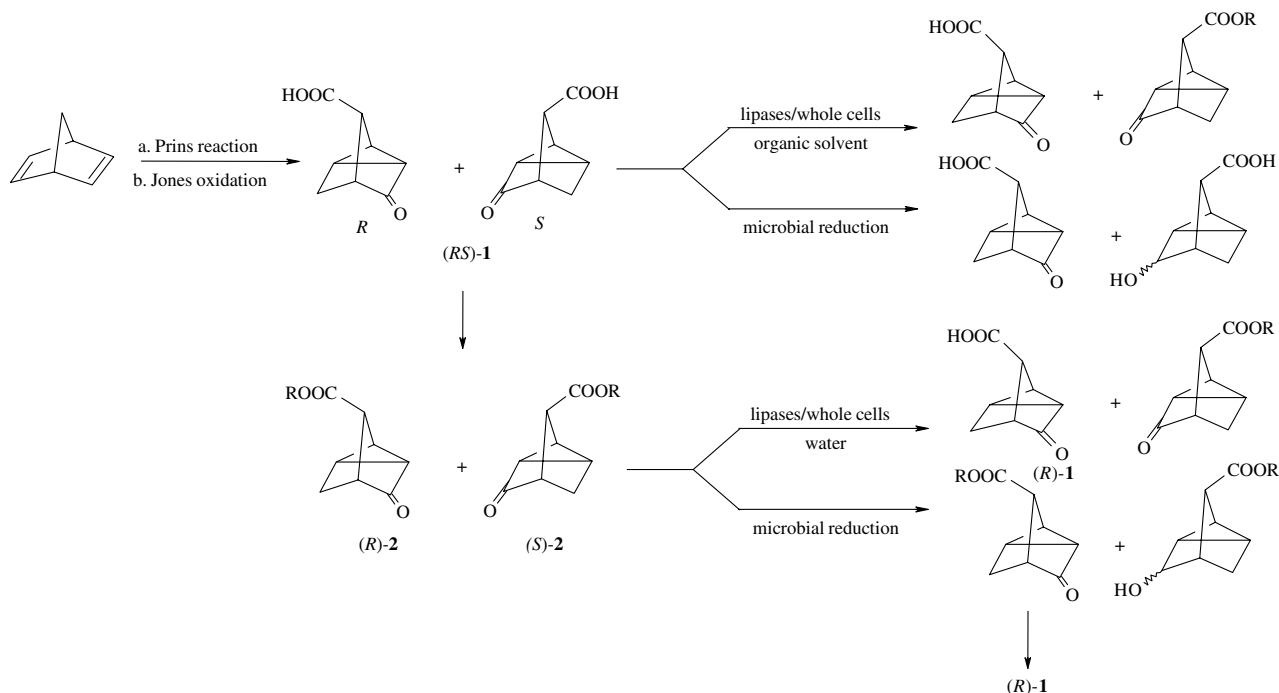 HOOC
COOR
a. Prins reaction
b. Jones oxidation
HOOC
COOH
+
O
O
R
S
(RS)-1
lipases/whole cells
organic solvent
+
O
O
HOOC
COOH
microbial reduction
+
O
HO
ROOC
COOR
+
O
O
(R)-2
(S)-2
HOOC
COOR
lipases/whole cells
water
+
O
O
(R)-1
ROOC
COOR
microbial reduction
+
O
HO
(R)-1